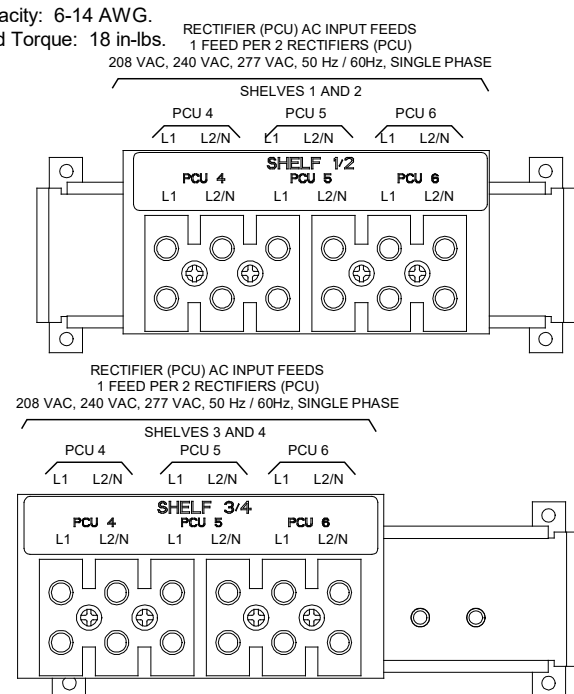 acity: 6-14 AWG.
d Torque: 18 in-lbs.
RECTIFIER (PCU) AC INPUT FEEDS
1 FEED PER 2 RECTIFIERS (PCU)
208 VAC, 240 VAC, 277 VAC, 50 Hz / 60Hz, SINGLE PHASE
SHELVES 1 AND 2
PCU 4 PCU 5 PCU 6
L1 L2/N L1 L2/N L1 L2/N
SHELF 1/2
PCU 4 PCU 5 PCU 6
L1 L2/N L1 L2/N L1 L2/N
RECTIFIER (PCU) AC INPUT FEEDS
1 FEED PER 2 RECTIFIERS (PCU)
208 VAC, 240 VAC, 277 VAC, 50 Hz / 60Hz, SINGLE PHASE
SHELVES 3 AND 4
PCU 4 PCU 5 PCU 6
L1 L2/N L1 L2/N L1 L2/N
SHELF 3/4
PCU 4 PCU 5 PCU 6
L1 L2/N L1 L2/N L1 L2/N